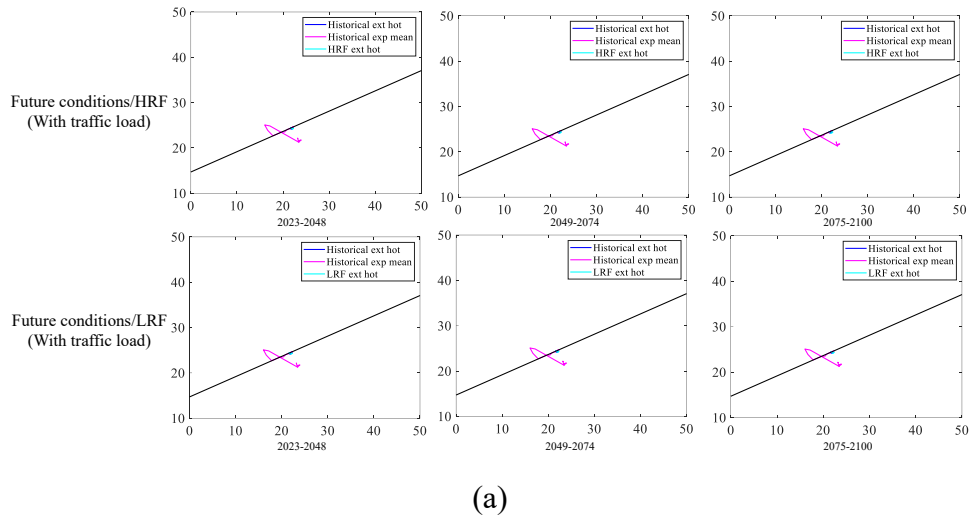 Future conditions/HRF
(With traffic load)
50
40
30
20
10
Historical ext hot
Historical exp mean
HRF ext hot
0 10 20 30 40 50
2023-2048
50
40
30
20
10
Historical ext hot
Historical exp mean
HRF ext hot
0 10 20 30 40 50
2049-2074
50
40
30
20
10
Historical ext hot
Historical exp mean
HRF ext hot
0 10 20 30 40 50
2075-2100
Future conditions/LRF
(With traffic load)
50
40
30
20
10
Historical ext hot
Historical exp mean
LRF ext hot
0 10 20 30 40 50
2023-2048
50
40
30
20
10
Historical ext hot
Historical exp mean
LRF ext hot
0 10 20 30 40 50
2049-2074
50
40
30
20
10
Historical ext hot
Historical exp mean
LRF ext hot
0 10 20 30 40 50
2075-2100
(a)